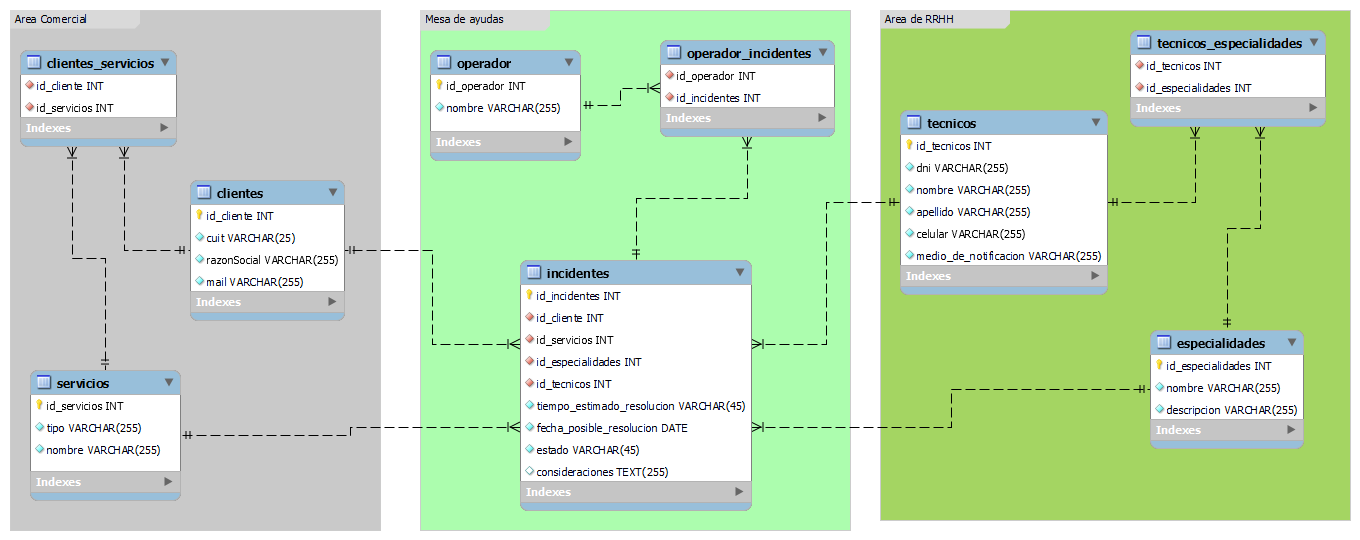 Area Comercial
clientes_servicios
id_cliente INT
id_servicios INT
Indexes
clientes
id_cliente INT
cuit VARCHAR(25)
razonSocial VARCHAR(255)
mail VARCHAR(255)
Indexes
servicios
id_servicios INT
tipo VARCHAR(255)
nombre VARCHAR(255)
Indexes
Mesa de ayudas
operador
id_operador INT
nombre VARCHAR(255)
Indexes
operador_incidentes
id_operador INT
id_incidentes INT
Indexes
incidentes
id_incidentes INT
id_cliente INT
id_servicios INT
id_especialidades INT
id_tecnicos INT
tiempo_estimado_resolucion VARCHAR(45)
fecha_posible_resolucion DATE
estado VARCHAR(45)
consideraciones TEXT(255)
Indexes
Area de RRHH
tecnicos_especialidades
id_tecnicos INT
id_especialidades INT
Indexes
tecnicos
id_tecnicos INT
dni VARCHAR(255)
nombre VARCHAR(255)
apellido VARCHAR(255)
celular VARCHAR(255)
medio_de_notificacion VARCHAR(255)
Indexes
especialidades
id_especialidades INT
nombre VARCHAR(255)
descripcion VARCHAR(255)
Indexes